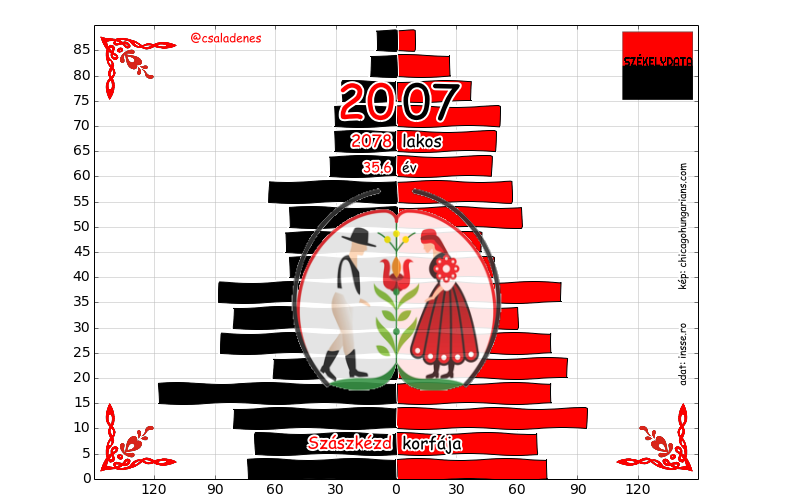 @csaladenes
SZÉKELYDATA
2007
2078 lakos
35.6 év
Szászkézd korfája
kép: chicagohungarians.com
adat: insse.ro
85
80
75
70
65
60
55
50
45
40
35
30
25
20
15
10
5
0
120 90 60 30 0 30 60 90 120